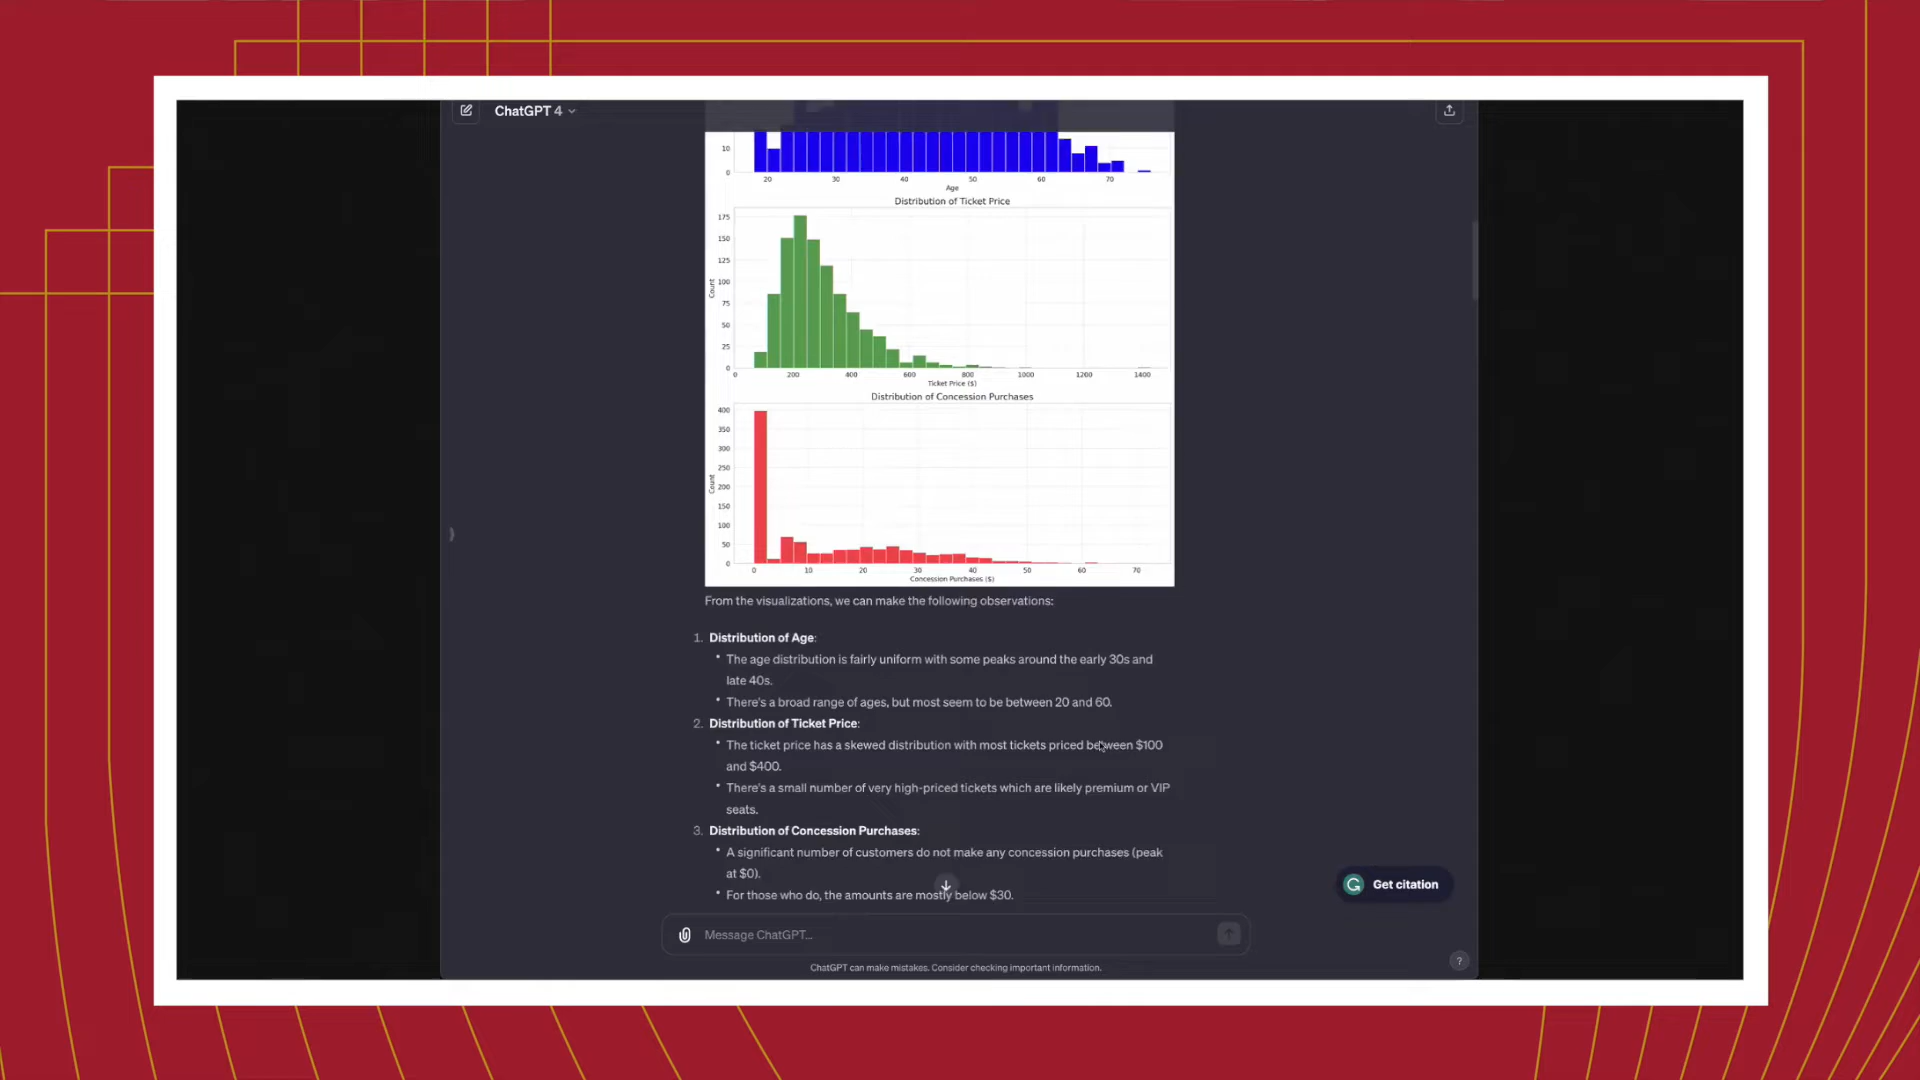 ChatGPT 4
10
0
20 30 40 50 60 70
Age
Distribution of Ticket Price
175
150
125
100
75
50
25
0
Count
0 200 400 600 800 1000 1200 1400
Ticket Price ($)
Distribution of Concession Purchases
400
350
300
250
200
150
100
50
0
Count
0 10 20 30 40 50 60 70
Concession Purchases ($)
From the visualizations, we can make the following observations:
1. Distribution of Age:
• The age distribution is fairly uniform with some peaks around the early 30s and
late 40s.
• There's a broad range of ages, but most seem to be between 20 and 60.
2. Distribution of Ticket Price:
• The ticket price has a skewed distribution with most tickets priced between $100
and $400.
• There's a small number of very high-priced tickets which are likely premium or VIP
seats.
3. Distribution of Concession Purchases:
• A significant number of customers do not make any concession purchases (peak
at $0).
• For those who do, the amounts are mostly below $30.
Get citation
Message ChatGPT...
ChatGPT can make mistakes. Consider checking important information.
?